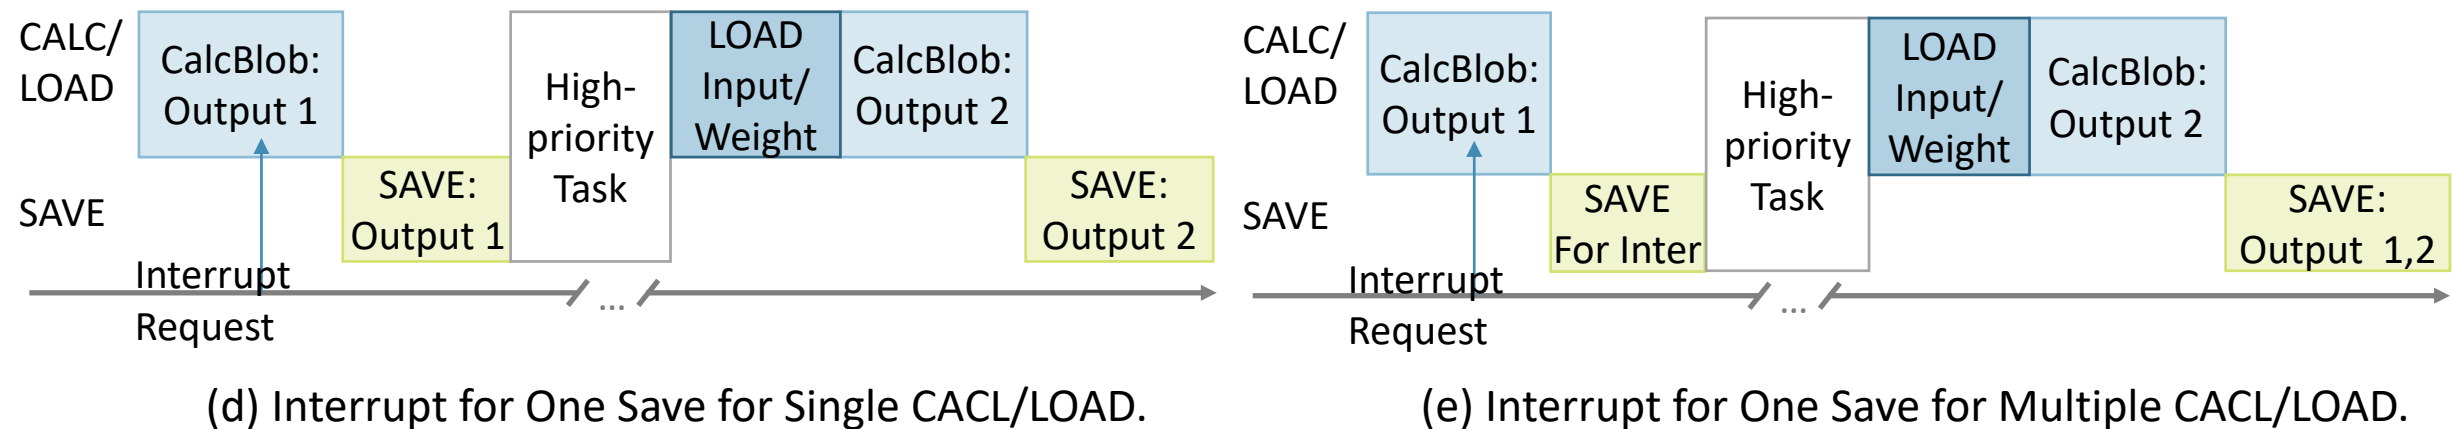 CALC/
LOAD
CalcBlob:
Output 1
High-
priority
Task
LOAD
Input/
Weight
CalcBlob:
Output 2
SAVE
SAVE:
Output 1
SAVE:
Output 2
Interrupt
Request
...
(d) Interrupt for One Save for Single CACL/LOAD.
CALC/
LOAD
CalcBlob:
Output 1
High-
priority
Task
LOAD
Input/
Weight
CalcBlob:
Output 2
SAVE
SAVE
For Inter
SAVE:
Output 1,2
Interrupt
Request
...
(e) Interrupt for One Save for Multiple CACL/LOAD.